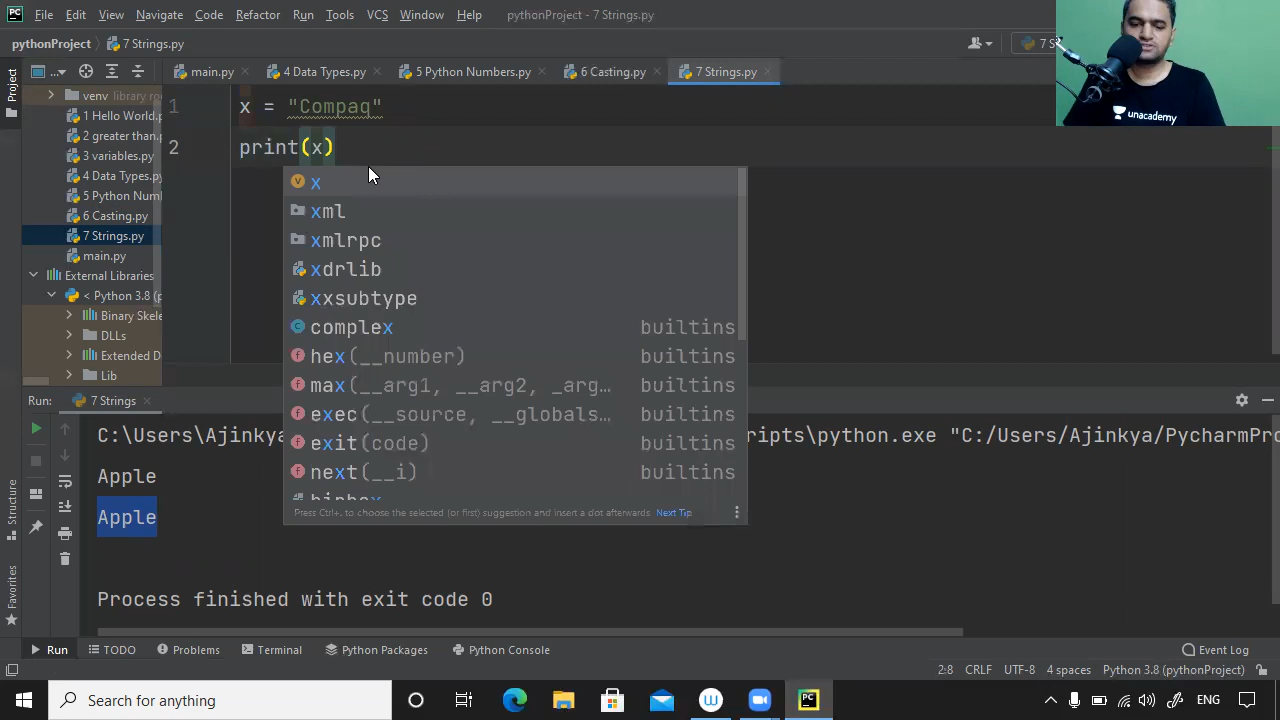 PC File Edit View Navigate Code Refactor Run Tools VCS Window Help pythonProject - 7 Strings.py
pythonProject 7 Strings.py
7 S
Project ... main.py 4 Data Types.py 5 Python Numbers.py 6 Casting.py 7 Strings.py
venv library ro
1 Hello World.p
2 greater than.p
3 variables.py
4 Data Types.py
5 Python Numb
6 Casting.py
7 Strings.py
main.py
External Libraries
< Python 3.8 (p
Binary Skele
DLLs
Extended D
Lib
1 x = "Compaq"
2 print(x)
unacademy
x
xml
xmlrpc
xdrlib
xxsubtype
complex builtins
hex(__number) builtins
max(__arg1, __arg2, _arg... builtins
exec(__source, __globals... builtins
exit(code) builtins
next(__i) builtins
binhex
Press Ctrl+. to choose the selected (or first) suggestion and insert a dot afterwards Next Tip
Run: 7 Strings
C:\Users\Ajinkya ripts\python.exe "C:/Users/Ajinkya/PycharmPro
Apple
Apple
Process finished with exit code 0
Structure
Favorites
Run TODO Problems Terminal Python Packages Python Console Event Log
2:8 CRLF UTF-8 4 spaces Python 3.8 (pythonProject)
Search for anything
W PC ENG